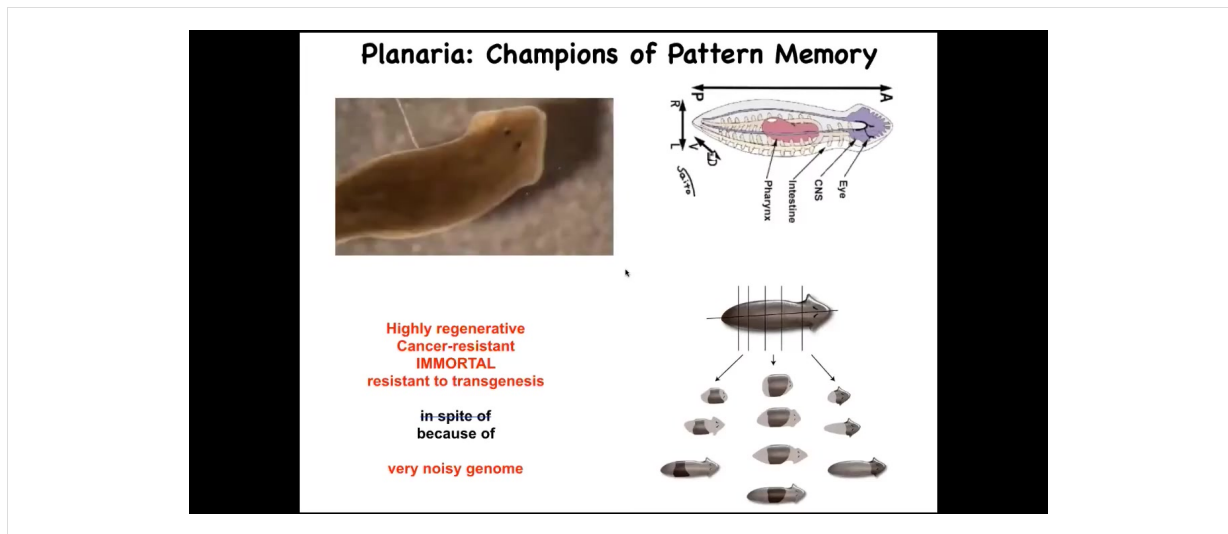 Planaria: Champions of Pattern Memory
P
A
R
L
V
D
Saito
Pharynx
Intestine
CNS
Eye
Highly regenerative
Cancer-resistant
IMMORTAL
resistant to transgenesis
in spite of
because of
very noisy genome